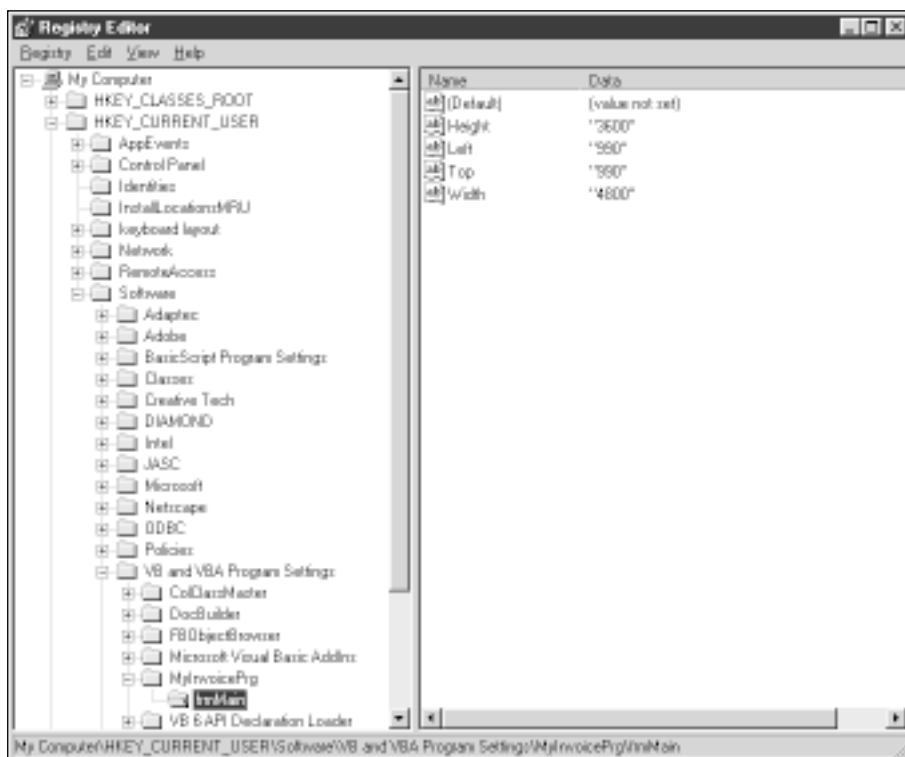 Registry Editor
Registry Edit View Help
My Computer
HKEY_CLASSES_ROOT
HKEY_CURRENT_USER
AppEvents
Control Panel
Identities
InstallLocationsMRU
keyboard layout
Network
RemoteAccess
Software
Adaptec
Adobe
BasicScript Program Settings
Classes
Creative Tech
DIAMOND
Intel
JASC
Microsoft
Netscape
ODBC
Policies
VB and VBA Program Settings
ColClassMaster
DocBuilder
FBObjectBrowser
Microsoft Visual Basic AddIns
MyInvoicePrg
frmMain
VB 6 API Declaration Loader
Name Data
(Default) (value not set)
Height "3600"
Left "990"
Top "990"
Width "4800"
My Computer\HKEY_CURRENT_USER\Software\VB and VBA Program Settings\MyInvoicePrg\frmMain